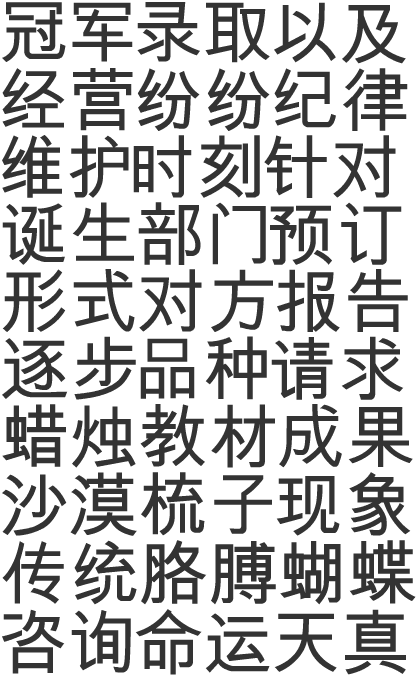 冠军录取以及
经营纷纷纪律
维护时刻针对
诞生部门预订
形式对方报告
逐步品种请求
蜡烛教材成果
沙漠梳子现象
传统胳膊蝴蝶
咨询命运天真